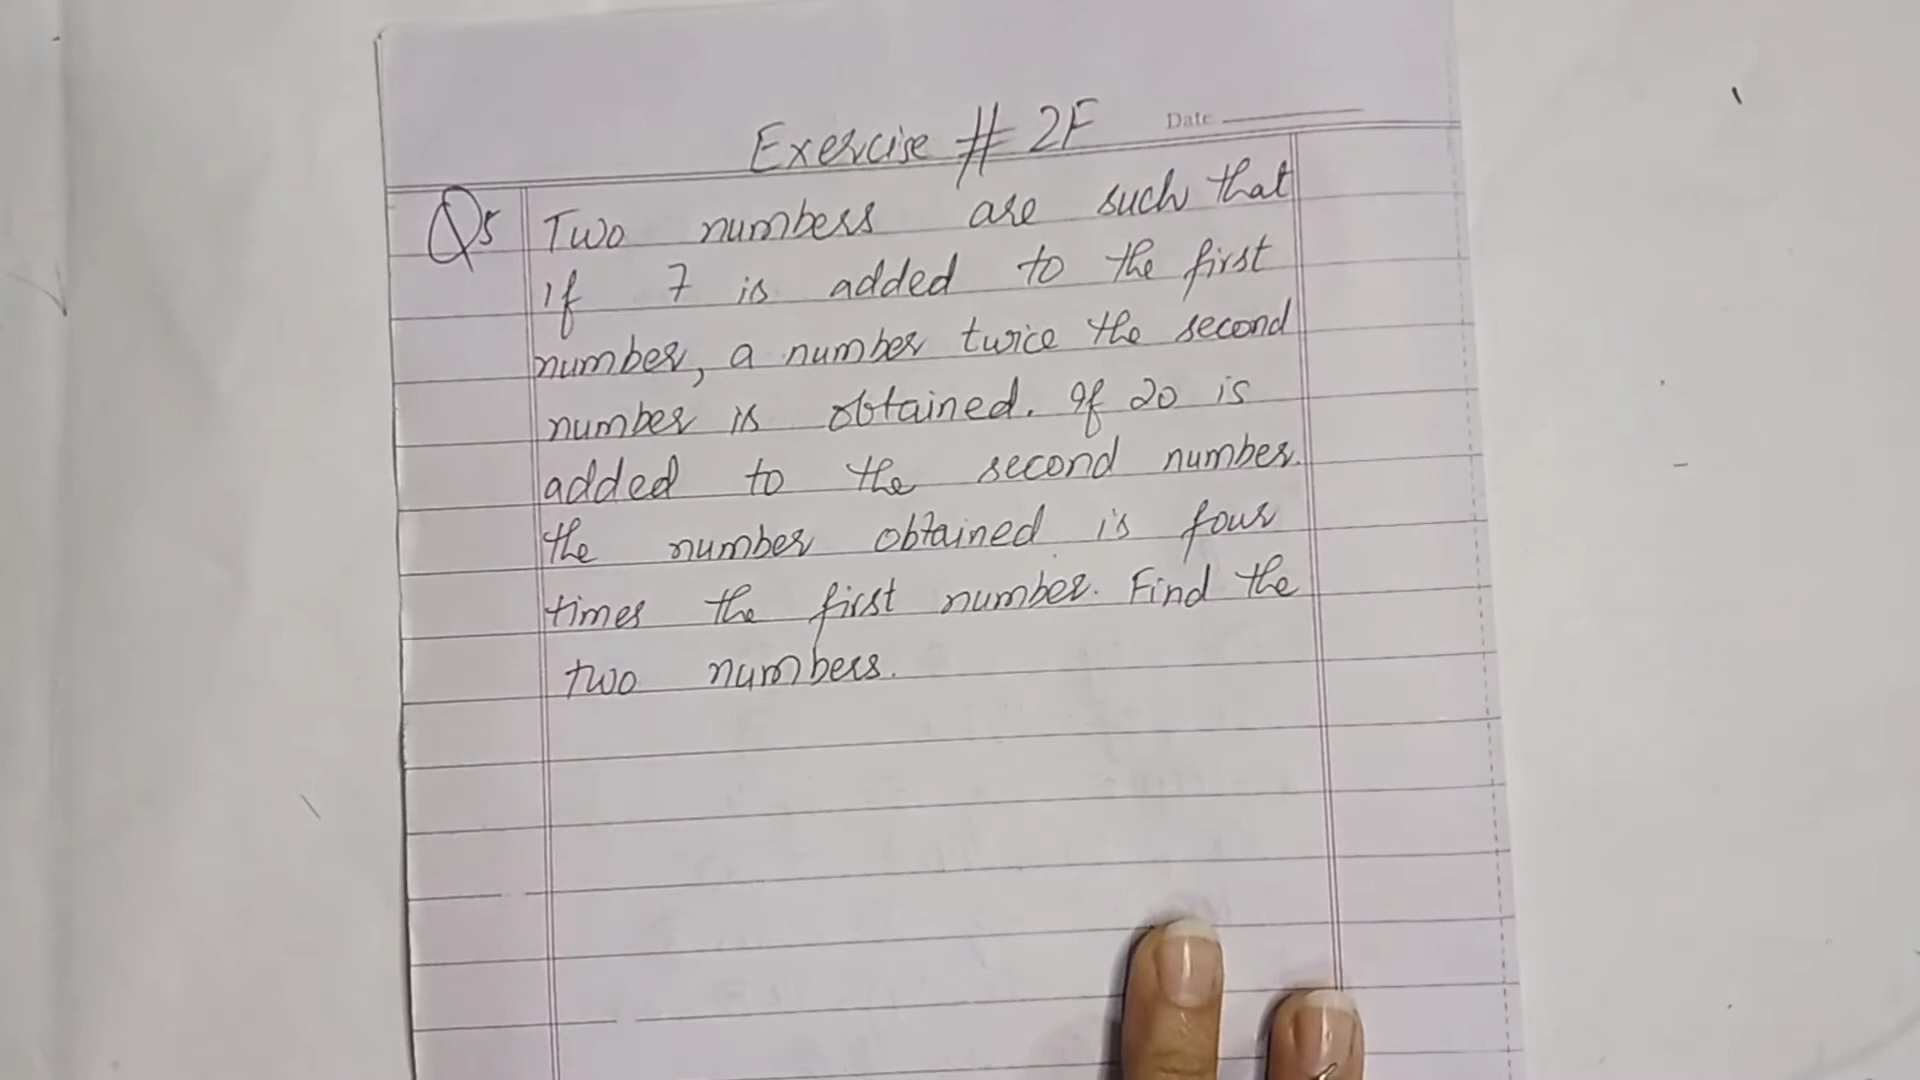 Exercise # 2F
Date
Q5 Two numbers are such that
if 7 is added to the first
number, a number twice the second
number is obtained. If 20 is
added to the second number.
the number obtained is four
times the first number. Find the
two numbers.